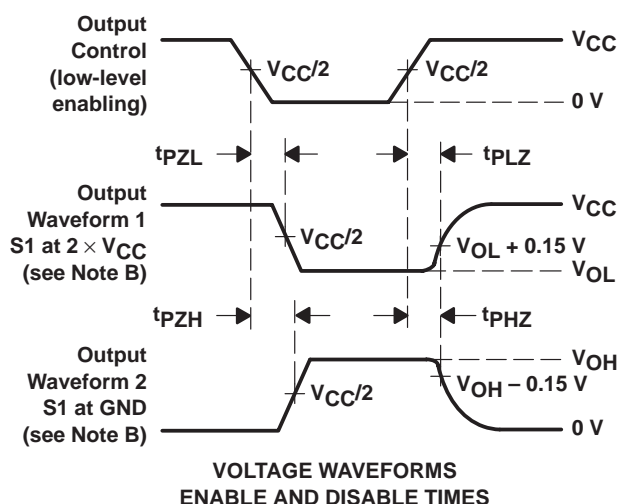 Output
Control
(low-level
enabling)
VCC/2
VCC/2
VCC
0 V
tPZL
tPLZ
Output
Waveform 1
S1 at 2 × VCC
(see Note B)
VCC/2
VCC
VOL + 0.15 V
VOL
tPZH
tPHZ
Output
Waveform 2
S1 at GND
(see Note B)
VCC/2
VOH
VOH – 0.15 V
0 V
VOLTAGE WAVEFORMS
ENABLE AND DISABLE TIMES